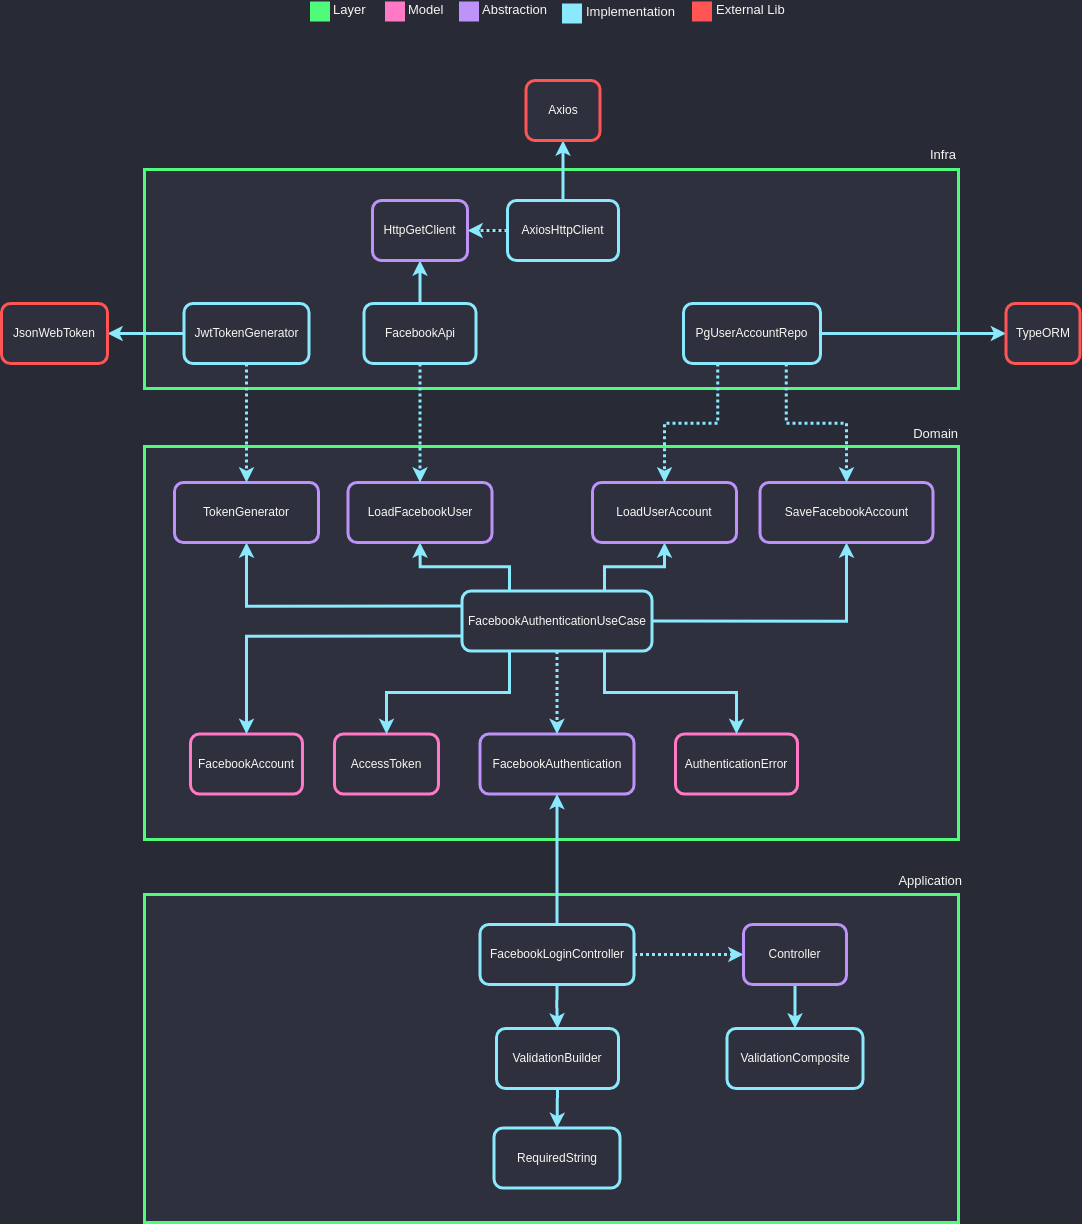 Layer
Model
Abstraction
Implementation
External Lib
Axios
Infra
HttpGetClient
AxiosHttpClient
JsonWebToken
JwtTokenGenerator
FacebookApi
PgUserAccountRepo
TypeORM
Domain
TokenGenerator
LoadFacebookUser
LoadUserAccount
SaveFacebookAccount
FacebookAuthenticationUseCase
FacebookAccount
AccessToken
FacebookAuthentication
AuthenticationError
Application
FacebookLoginController
Controller
ValidationBuilder
ValidationComposite
RequiredString